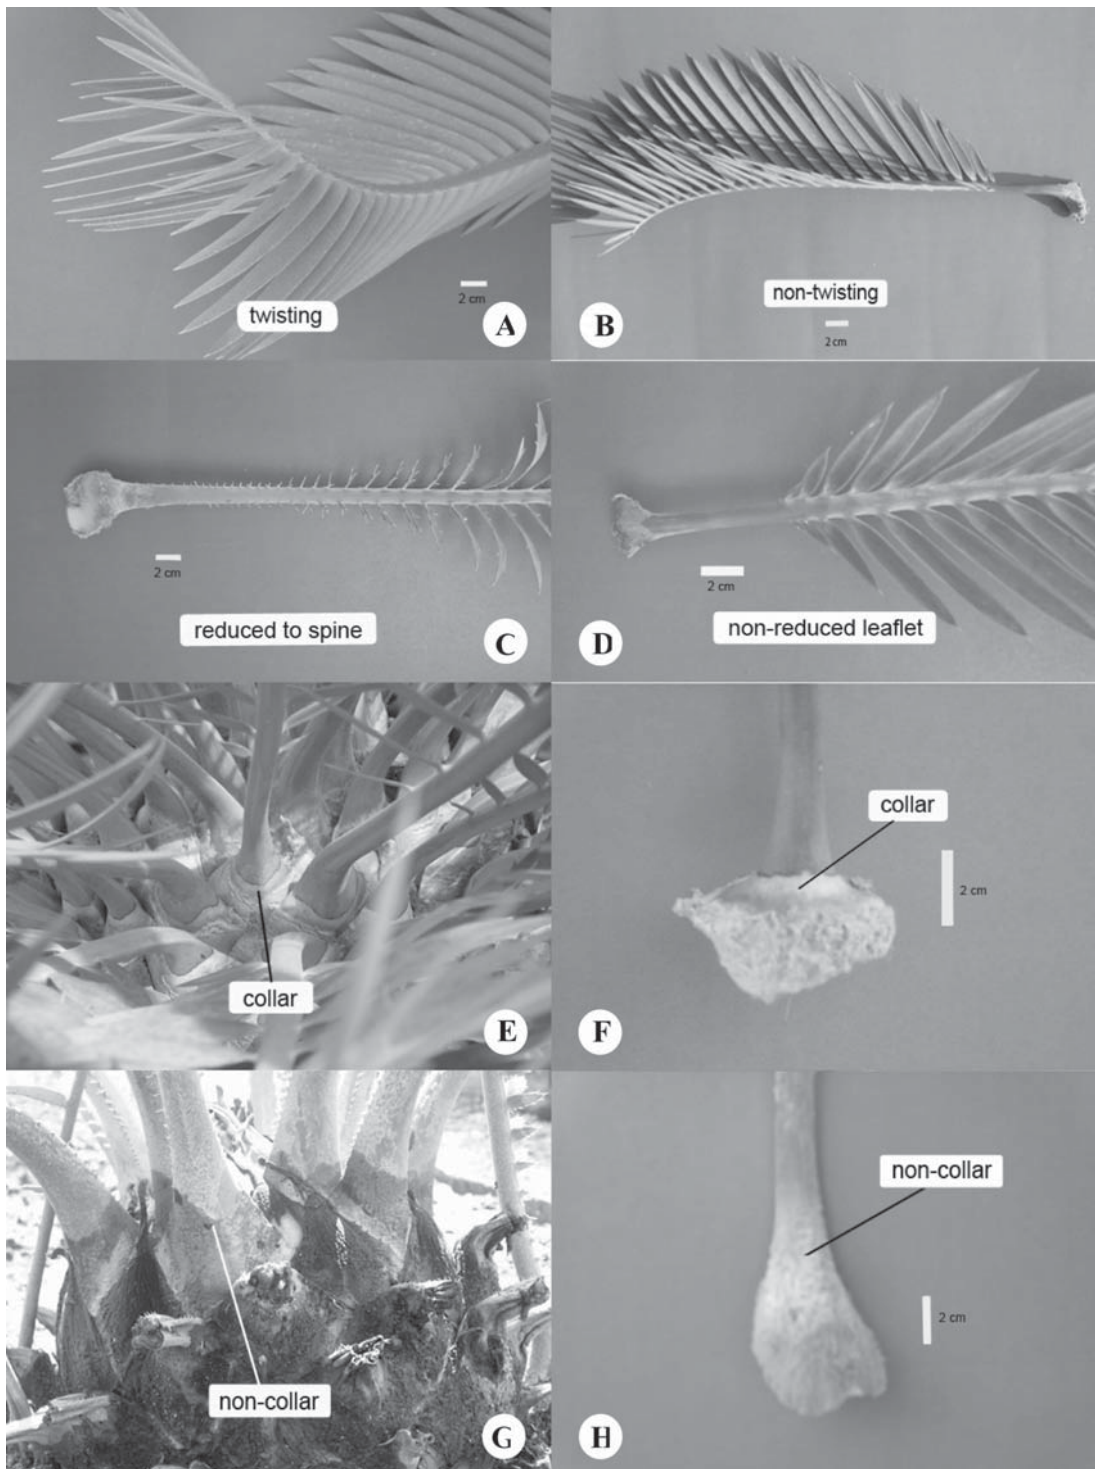 2 cm
twisting
A
non-twisting
2 cm
B
2 cm
reduced to spine
C
2 cm
non-reduced leaflet
D
collar
E
collar
2 cm
F
non-collar
G
non-collar
2 cm
H